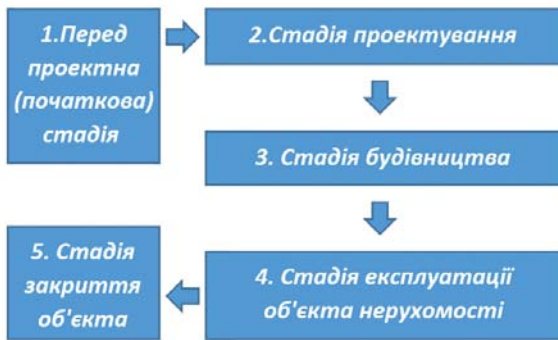 1.Перед
проектна
(початкова)
стадія
2.Стадія проектування
3. Стадія будівництва
4. Стадія експлуатації
об'єкта нерухомості
5. Стадія
закриття
об'єкта